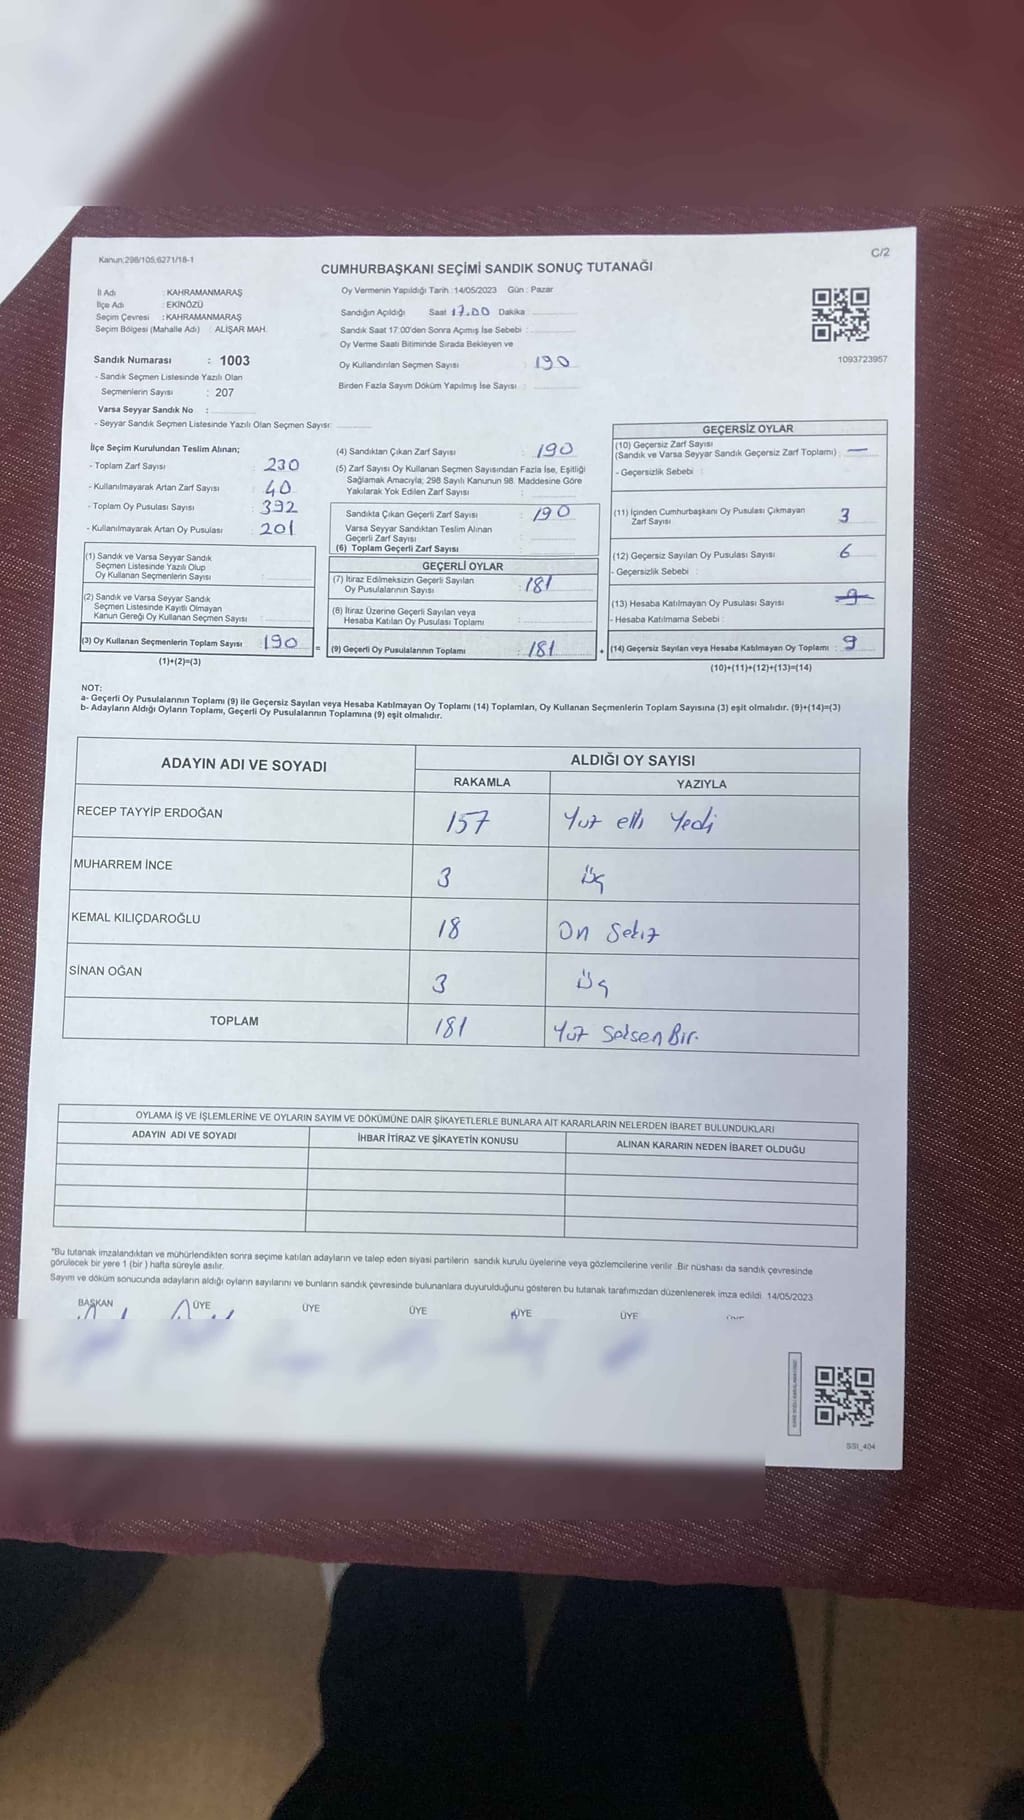 Kanun:298/105,6271/18-1
C/2
CUMHURBAŞKANI SEÇİMİ SANDIK SONUÇ TUTANAĞI
İl Adı : KAHRAMANMARAŞ
İlçe Adı : EKİNÖZÜ
Seçim Çevresi : KAHRAMANMARAŞ
Seçim Bölgesi (Mahalle Adı) : ALİŞAR MAH.
Sandık Numarası : 1003
- Sandık Seçmen Listesinde Yazılı Olan
Seçmenlerin Sayısı : 207
Varsa Seyyar Sandık No :
- Seyyar Sandık Seçmen Listesinde Yazılı Olan Seçmen Sayısı:
Oy Vermenin Yapıldığı Tarih : 14/05/2023 Gün : Pazar
Sandığın Açıldığı Saat 17.00 Dakika :
Sandık Saat 17:00'den Sonra Açımış İse Sebebi :
Oy Verme Saati Bitiminde Sırada Bekleyen ve
Oy Kullandırılan Seçmen Sayısı : 190
Birden Fazla Sayım Döküm Yapılmış İse Sayısı :
1093723957
İlçe Seçim Kurulundan Teslim Alınan;
- Toplam Zarf Sayısı : 230
- Kullanılmayarak Artan Zarf Sayısı : 40
- Toplam Oy Pusulası Sayısı : 392
- Kullanılmayarak Artan Oy Pusulası : 201
(1) Sandık ve Varsa Seyyar Sandık
Seçmen Listesinde Yazılı Olup
Oy Kullanan Seçmenlerin Sayısı :
(2) Sandık ve Varsa Seyyar Sandık
Seçmen Listesinde Kayıtlı Olmayan
Kanun Gereği Oy Kullanan Seçmen Sayısı :
(3) Oy Kullanan Seçmenlerin Toplam Sayısı 190 =
(1)+(2)=(3)
(4) Sandıktan Çıkan Zarf Sayısı : 190
(5) Zarf Sayısı Oy Kullanan Seçmen Sayısından Fazla İse, Eşitliği
Sağlamak Amacıyla, 298 Sayılı Kanunun 98. Maddesine Göre
Yakılarak Yok Edilen Zarf Sayısı :
Sandıkta Çıkan Geçerli Zarf Sayısı : 190
Varsa Seyyar Sandıktan Teslim Alınan
Geçerli Zarf Sayısı :
(6) Toplam Geçerli Zarf Sayısı :
GEÇERLİ OYLAR
(7) İtiraz Edilmeksizin Geçerli Sayılan
Oy Pusulalarının Sayısı : 181
(8) İtiraz Üzerine Geçerli Sayılan veya
Hesaba Katılan Oy Pusulası Toplamı :
(9) Geçerli Oy Pusulalarının Toplamı : 181 +
GEÇERSİZ OYLAR
(10) Geçersiz Zarf Sayısı
(Sandık ve Varsa Seyyar Sandık Geçersiz Zarf Toplamı) : —
- Geçersizlik Sebebi :
(11) İçinden Cumhurbaşkanı Oy Pusulası Çıkmayan
Zarf Sayısı : 3
(12) Geçersiz Sayılan Oy Pusulası Sayısı : 6
- Geçersizlik Sebebi :
(13) Hesaba Katılmayan Oy Pusulası Sayısı : 9
- Hesaba Katılmama Sebebi :
(14) Geçersiz Sayılan veya Hesaba Katılmayan Oy Toplamı : 9
(10)+(11)+(12)+(13)=(14)
NOT:
a- Geçerli Oy Pusulalarının Toplamı (9) ile Geçersiz Sayılan veya Hesaba Katılmayan Oy Toplamı (14) Toplamları, Oy Kullanan Seçmenlerin Toplam Sayısına (3) eşit olmalıdır. (9)+(14)=(3)
b- Adayların Aldığı Oyların Toplamı, Geçerli Oy Pusulalarının Toplamına (9) eşit olmalıdır.
ADAYIN ADI VE SOYADI
ALDIĞI OY SAYISI
RAKAMLA YAZIYLA
RECEP TAYYİP ERDOĞAN 157 Yuz elli Yedi
MUHARREM İNCE 3 üç
KEMAL KILIÇDAROĞLU 18 On Sekiz
SİNAN OĞAN 3 üç
TOPLAM 181 Yuz Seksen Bir.
OYLAMA İŞ VE İŞLEMLERİNE VE OYLARIN SAYIM VE DÖKÜMÜNE DAİR ŞİKAYETLERLE BUNLARA AİT KARARLARIN NELERDEN İBARET BULUNDUKLARI
ADAYIN ADI VE SOYADI İHBAR İTİRAZ VE ŞİKAYETİN KONUSU ALINAN KARARIN NEDEN İBARET OLDUĞU
*Bu tutanak imzalandıktan ve mühürlendikten sonra seçime katılan adayların ve talep eden siyasi partilerin sandık kurulu üyelerine veya gözlemcilerine verilir. Bir nüshası da sandık çevresinde
görülecek bir yere 1 (bir ) hafta süreyle asılır.
Sayım ve döküm sonucunda adayların aldığı oyların sayılarını ve bunların sandık çevresinde bulunanlara duyurulduğunu gösteren bu tutanak tarafımızdan düzenlenerek imza edildi. 14/05/2023
BAŞKAN ÜYE ÜYE ÜYE ÜYE ÜYE
SSI_404